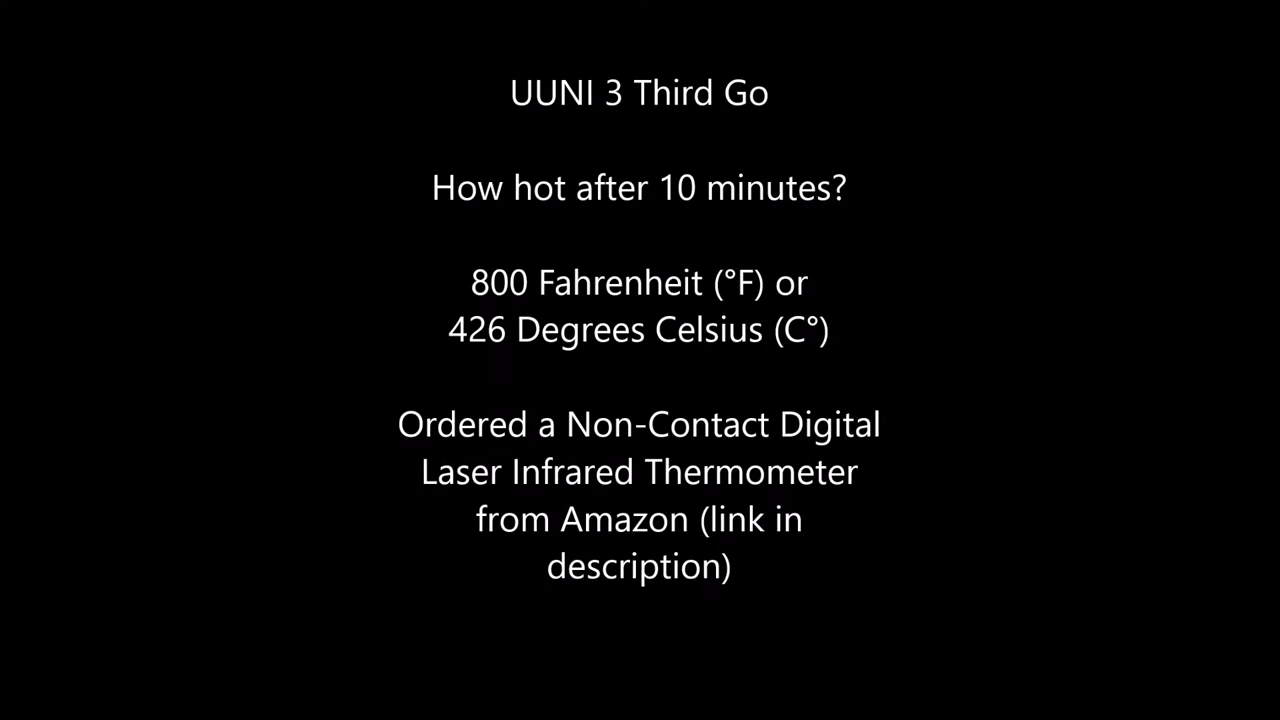 UUNI 3 Third Go
How hot after 10 minutes?
800 Fahrenheit (°F) or
426 Degrees Celsius (C°)
Ordered a Non-Contact Digital
Laser Infrared Thermometer
from Amazon (link in
description)